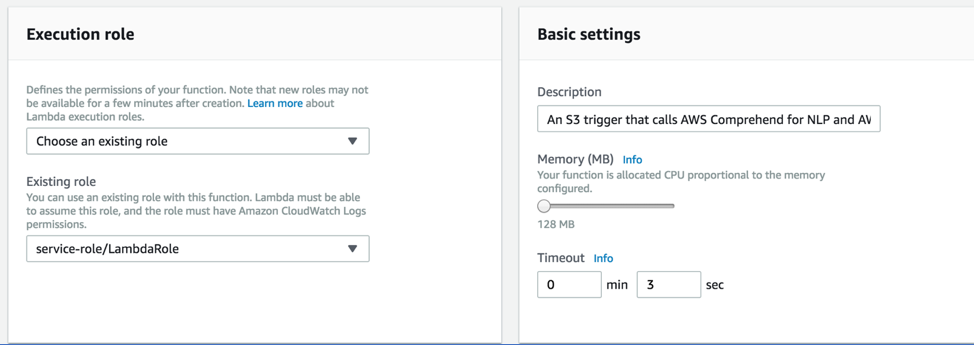 Execution role
Defines the permissions of your function. Note that new roles may not
be available for a few minutes after creation. Learn more about
Lambda execution roles.
Choose an existing role
Existing role
You can use an existing role with this function. Lambda must be able
to assume this role, and the role must have Amazon CloudWatch Logs
permissions.
service-role/LambdaRole
Basic settings
Description
An S3 trigger that calls AWS Comprehend for NLP and
Memory (MB) Info
Your function is allocated CPU proportional to the memory
configured.
128 MB
Timeout Info
0 min 3 sec